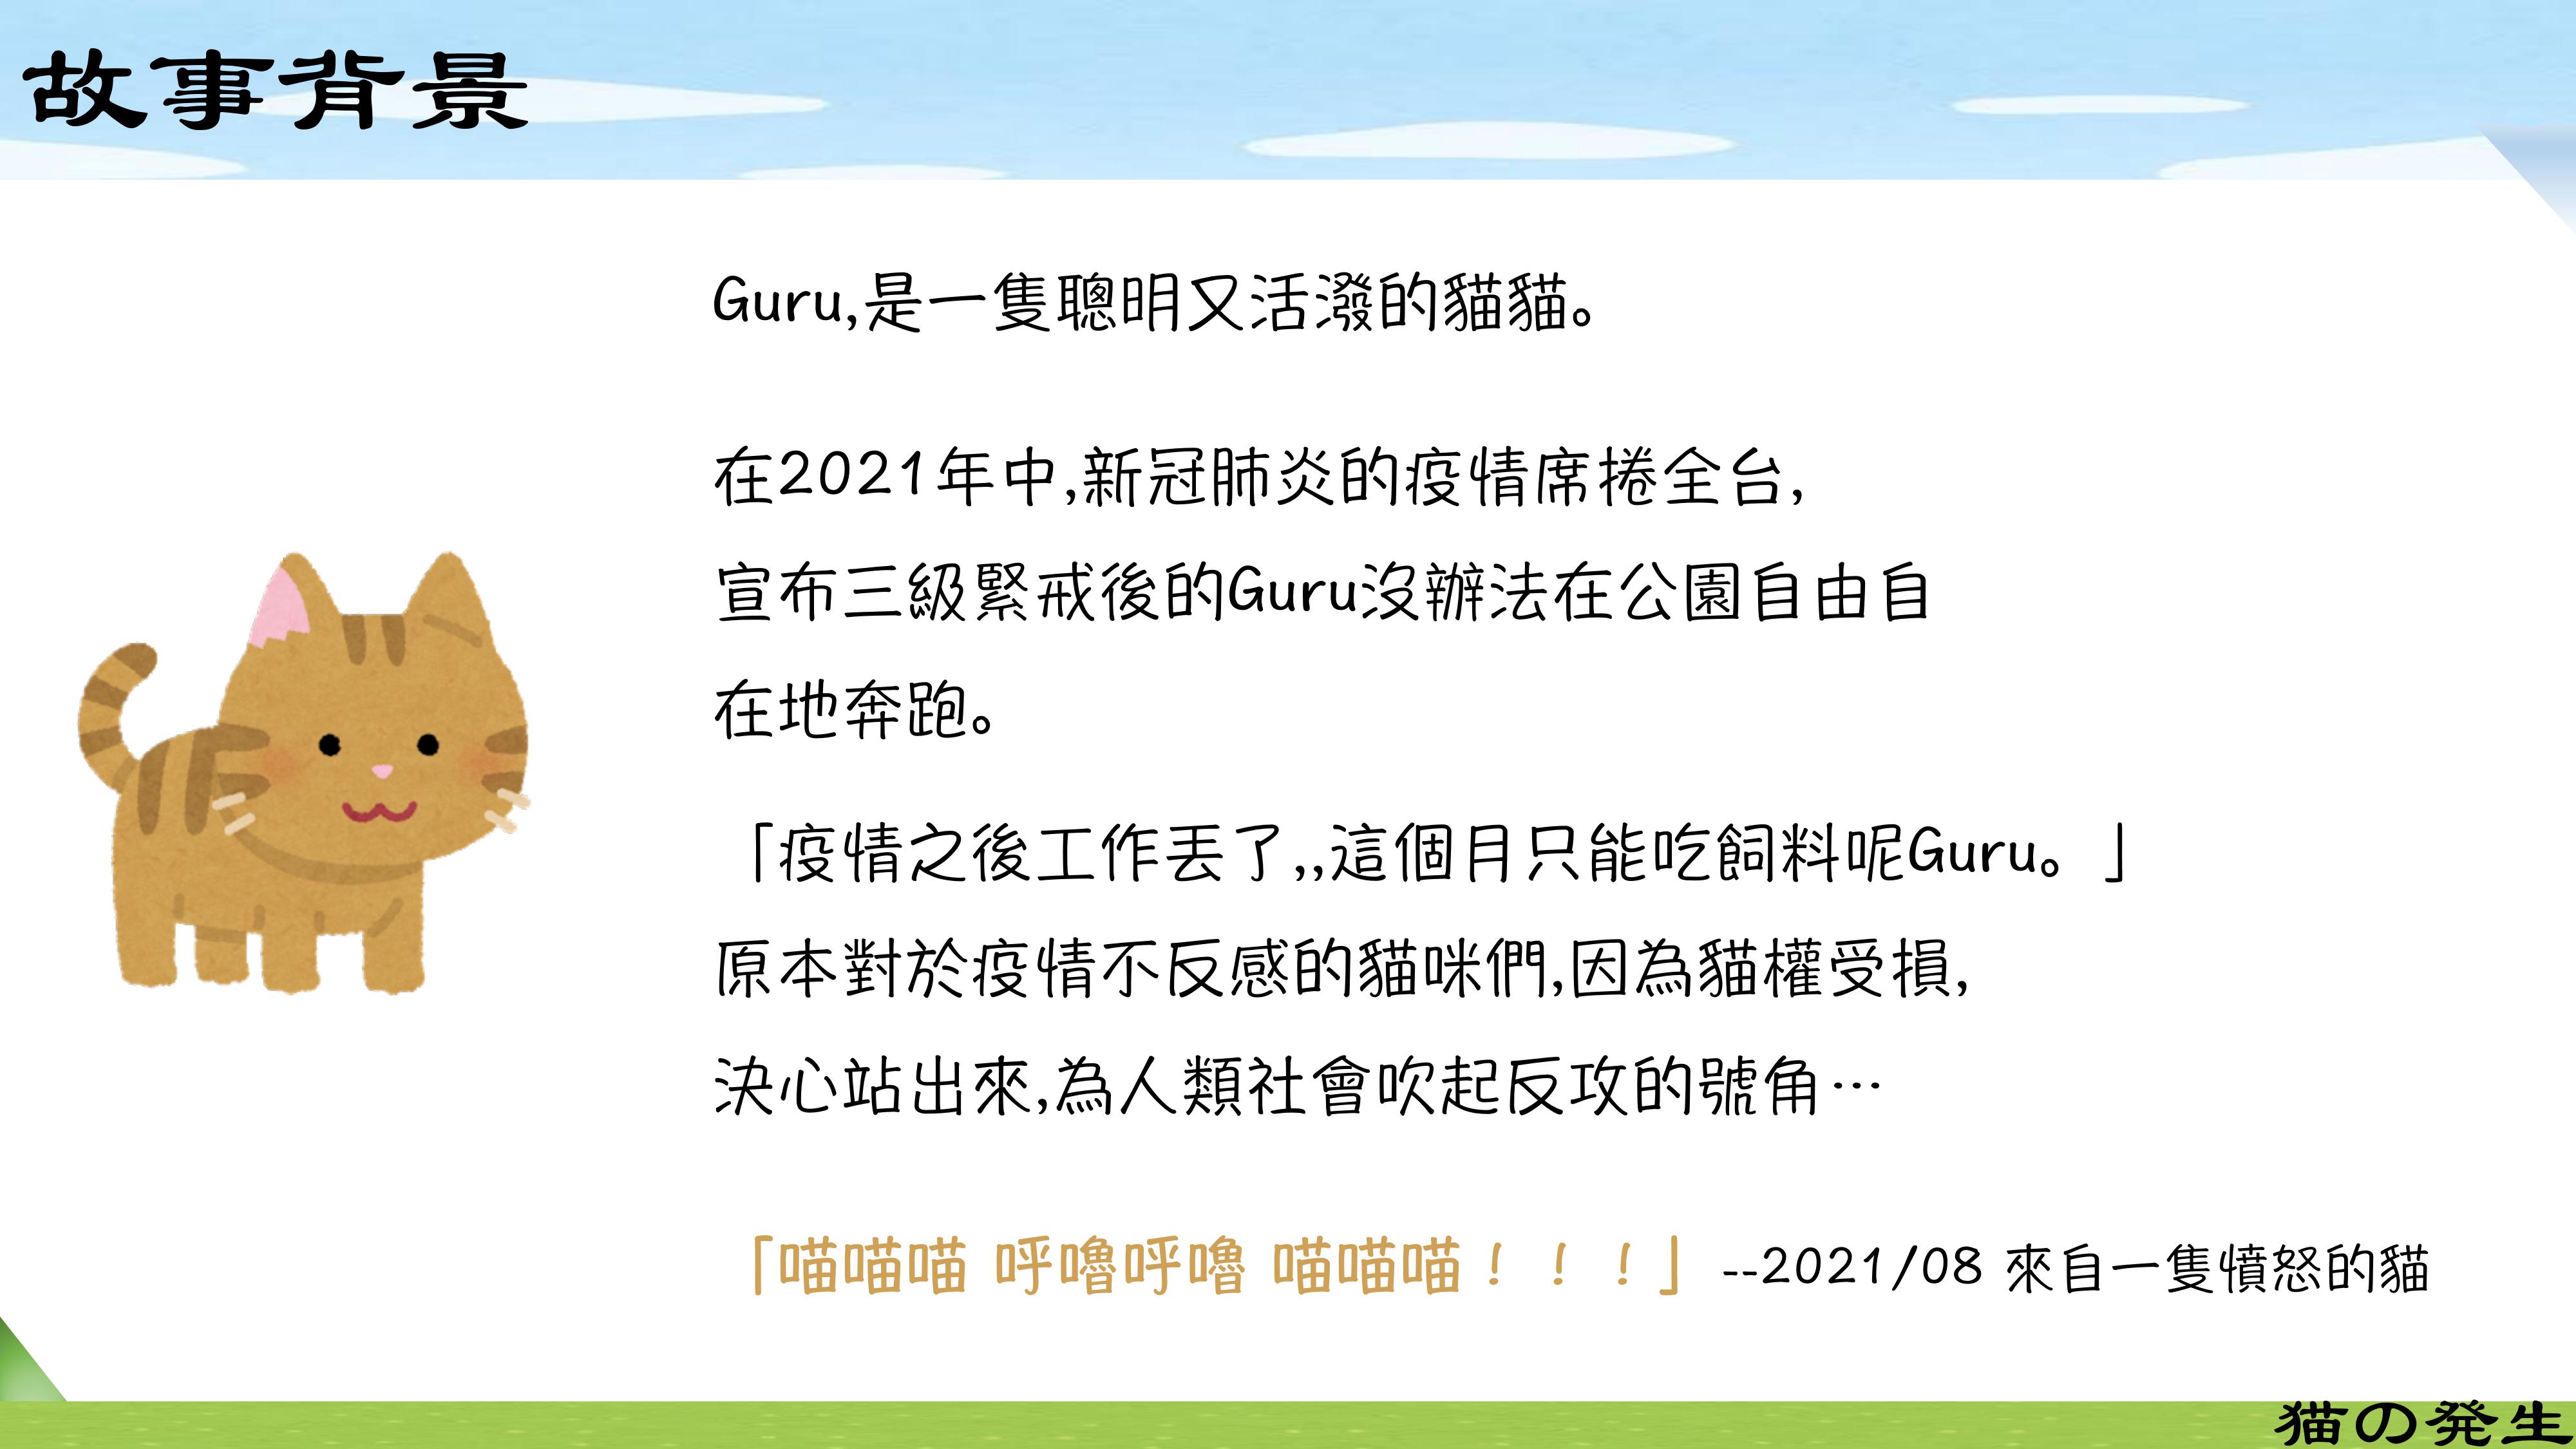 故事背景
Guru,是一隻聰明又活潑的貓貓。
在2021年中,新冠肺炎的疫情席捲全台,
宣布三級緊戒後的Guru沒辦法在公園自由自
在地奔跑。
「疫情之後工作丟了,,這個月只能吃飼料呢Guru。」
原本對於疫情不反感的貓咪們,因為貓權受損,
決心站出來,為人類社會吹起反攻的號角…
「喵喵喵 呼嚕呼嚕 喵喵喵！！！」 --2021/08 來自一隻憤怒的貓
猫の発生